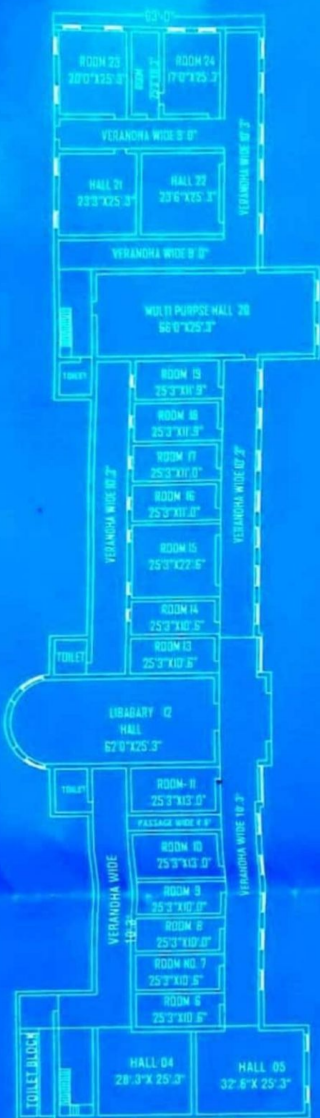 63'-0"
ROOM 23
20'0"X25'.3"
ROOM
ROOM 24
17'0"X25'.3"
VERANDHA WIDE 10'.3"
VERANDHA WIDE 9' 0"
HALL 21
23'3"X25'.3"
HALL 22
23'6"X25'.3"
VERANDHA WIDE 8' 0"
MULTI PURPSE HALL 20
66'0"X25'.3"
TOILET
ROOM 19
25'3"X11'.9"
ROOM 18
25'3"X11'.9"
ROOM 17
25'3"X11'.0"
ROOM 16
25'3"X11'.0"
VERANDHA WIDE 10'.3"
VERANDHA WIDE 10'.3"
ROOM 15
25'3"X22'.6"
ROOM 14
25'3"X10'.6"
ROOM 13
25'3"X10'.6"
TOILET
LIBABARY 12
HALL
62'0"X25'.3"
TOILET
ROOM- 11
25'3"X13'.0"
PASSAGE WIDE
ROOM 10
25'3"X13'.0"
VERANDHA WIDE 10'.3"
VERANDHA WIDE
10'.3"
ROOM 9
25'3"X10'.0"
ROOM 8
25'3"X10'.0"
ROOM NO. 7
25'3"X10'.6"
ROOM 6
25'3"X10'.6"
TOILET BLOCK
HALL 04
28'.3"X 25'.3"
HALL 05
32'.6"X 25'.3"